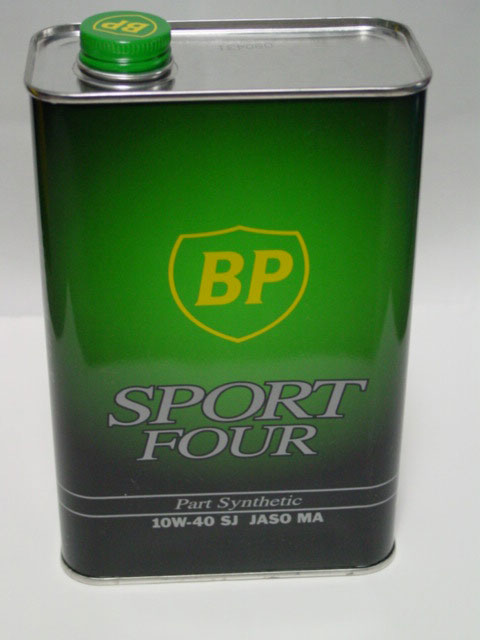 BP
BP
SPORT
FOUR
Part Synthetic
10W-40 SJ JASO MA